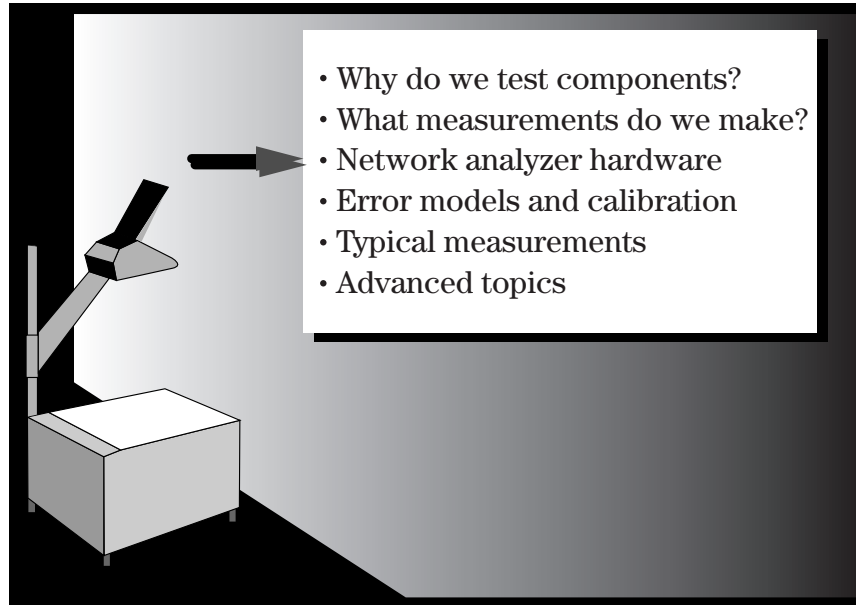 • Why do we test components?
• What measurements do we make?
• Network analyzer hardware
• Error models and calibration
• Typical measurements
• Advanced topics